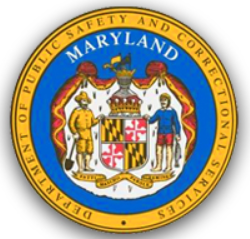 DEPARTMENT OF PUBLIC SAFETY AND CORRECTIONAL SERVICES
MARYLAND